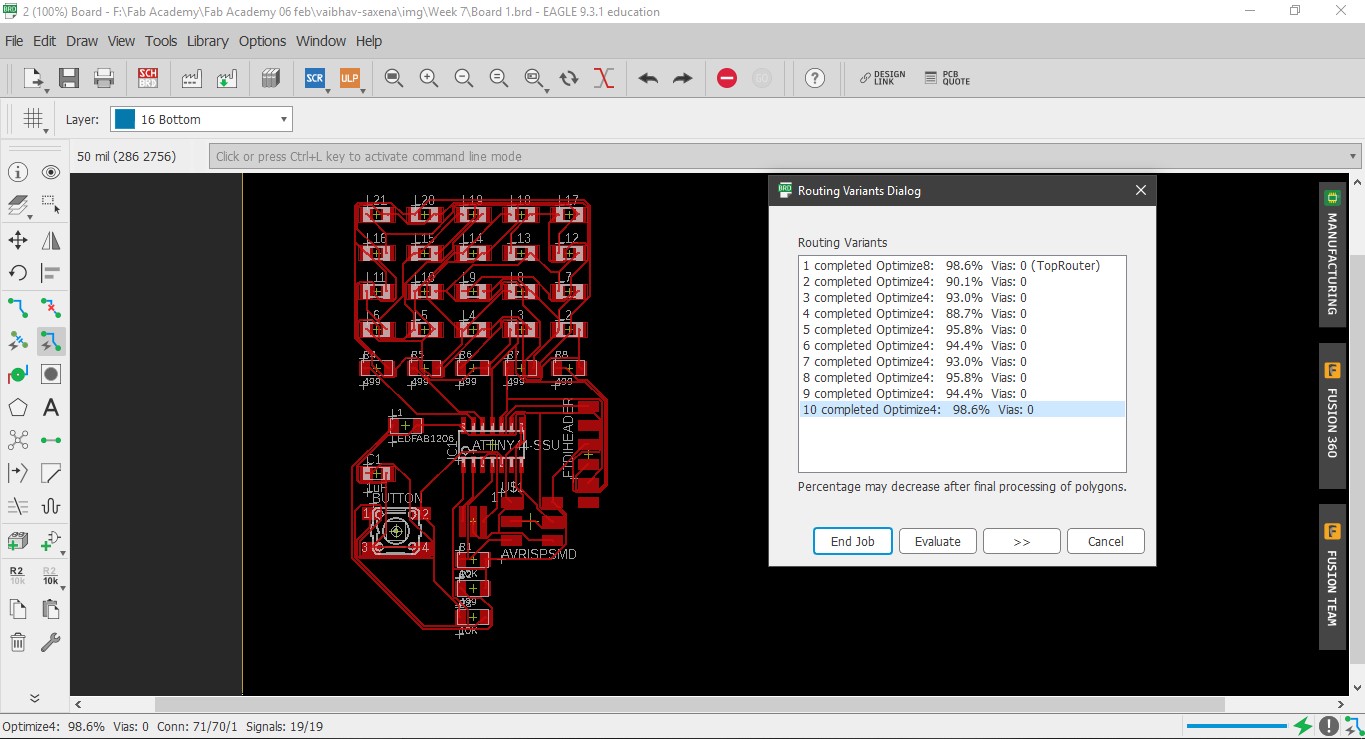 2 (100%) Board - F:\Fab Academy\Fab Academy 06 feb\vaibhav-saxena\img\Week 7\Board 1.brd - EAGLE 9.3.1 education
File Edit Draw View Tools Library Options Window Help
SCH BRD SCR ULP GO DESIGN LINK PCB QUOTE
Layer: 16 Bottom
50 mil (286 2756) Click or press Ctrl+L key to activate command line mode
L21 L20 L19 L18 L17
L16 L15 L14 L13 L12
L11 L10 L9 L8 L7
L6 L5 L4 L3 L2
R4 R5 R6 R7 R8
499 499 499 499 499
L1
LEDFAB1206
IC1
FTDIHEADER
C1
1uF
BUTTON
1 2
3 4
U$1
1
AVRISPSMD
R1
10K
499
10K
R2
10k
R2
10k
Routing Variants Dialog
Routing Variants
1 completed Optimize8: 98.6% Vias: 0 (TopRouter)
2 completed Optimize4: 90.1% Vias: 0
3 completed Optimize4: 93.0% Vias: 0
4 completed Optimize4: 88.7% Vias: 0
5 completed Optimize4: 95.8% Vias: 0
6 completed Optimize4: 94.4% Vias: 0
7 completed Optimize4: 93.0% Vias: 0
8 completed Optimize4: 95.8% Vias: 0
9 completed Optimize4: 94.4% Vias: 0
10 completed Optimize4: 98.6% Vias: 0
Percentage may decrease after final processing of polygons.
End Job Evaluate >> Cancel
MANUFACTURING
FUSION 360
FUSION TEAM
Optimize4: 98.6% Vias: 0 Conn: 71/70/1 Signals: 19/19